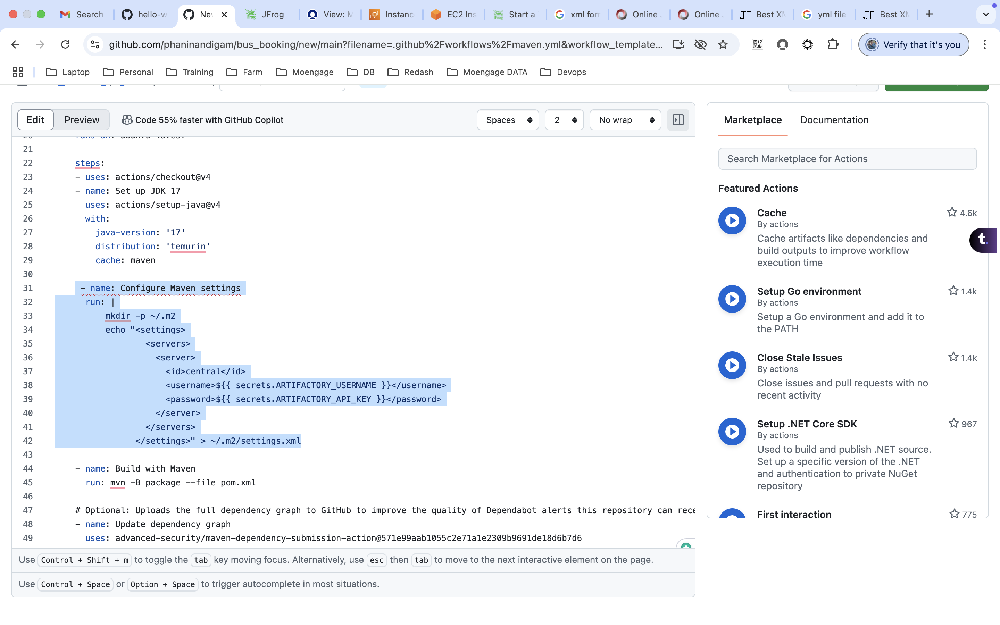 Search
hello-w
Ne
JFrog
View: M
Instanc
EC2 Ins
Start a
xml for
Online
Online
JF Best X
yml file
JF Best X
github.com/phaninandigam/bus_booking/new/main?filename=.github%2Fworkflows%2Fmaven.yml&workflow_template...
Verify that it's you
Laptop Personal Training Farm Moengage DB Redash Moengage DATA Devops
Edit Preview Code 55% faster with GitHub Copilot Spaces 2 No wrap
20 runs-on: ubuntu-latest
21
22 steps:
23 - uses: actions/checkout@v4
24 - name: Set up JDK 17
25 uses: actions/setup-java@v4
26 with:
27 java-version: '17'
28 distribution: 'temurin'
29 cache: maven
30
31 - name: Configure Maven settings
32 run: |
33 mkdir -p ~/.m2
34 echo "<settings>
35 <servers>
36 <server>
37 <id>central</id>
38 <username>${{ secrets.ARTIFACTORY_USERNAME }}</username>
39 <password>${{ secrets.ARTIFACTORY_API_KEY }}</password>
40 </server>
41 </servers>
42 </settings>" > ~/.m2/settings.xml
43
44 - name: Build with Maven
45 run: mvn -B package --file pom.xml
46
47 # Optional: Uploads the full dependency graph to GitHub to improve the quality of Dependabot alerts this repository can rece
48 - name: Update dependency graph
49 uses: advanced-security/maven-dependency-submission-action@571e99aab1055c2e71a1e2309b9691de18d6b7d6
Use Control + Shift + m to toggle the tab key moving focus. Alternatively, use esc then tab to move to the next interactive element on the page.
Use Control + Space or Option + Space to trigger autocomplete in most situations.
Marketplace Documentation
Search Marketplace for Actions
Featured Actions
Cache 4.6k
By actions
Cache artifacts like dependencies and
build outputs to improve workflow
execution time
t.
Setup Go environment 1.4k
By actions
Setup a Go environment and add it to
the PATH
Close Stale Issues 1.4k
By actions
Close issues and pull requests with no
recent activity
Setup .NET Core SDK 967
By actions
Used to build and publish .NET source.
Set up a specific version of the .NET
and authentication to private NuGet
repository
First interaction 775